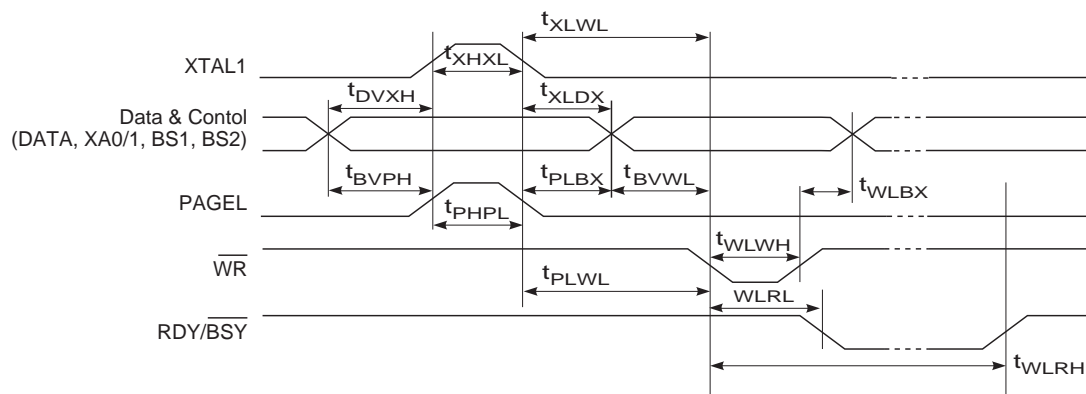 tXLWL
XTAL1
tXHXL
tDVXH
tXLDX
Data & Contol
(DATA, XA0/1, BS1, BS2)
tBVPH
tPLBX
tBVWL
tWLBX
PAGEL
tPHPL
tWLWH
WR
tPLWL
WLRL
RDY/BSY
tWLRH